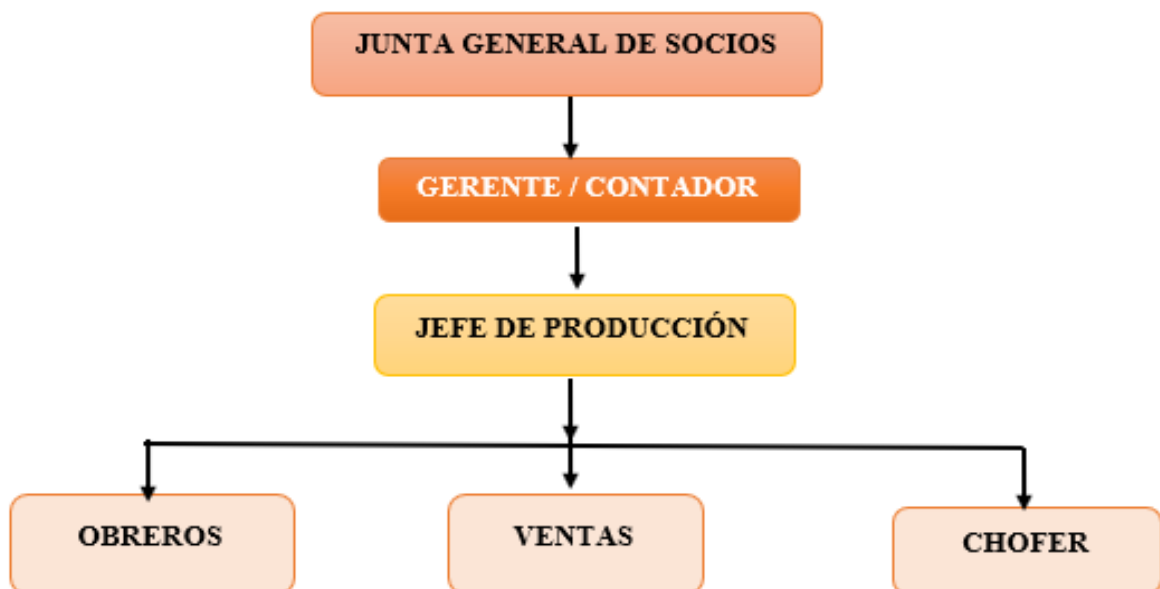 JUNTA GENERAL DE SOCIOS
GERENTE / CONTADOR
JEFE DE PRODUCCIÓN
OBREROS
VENTAS
CHOFER